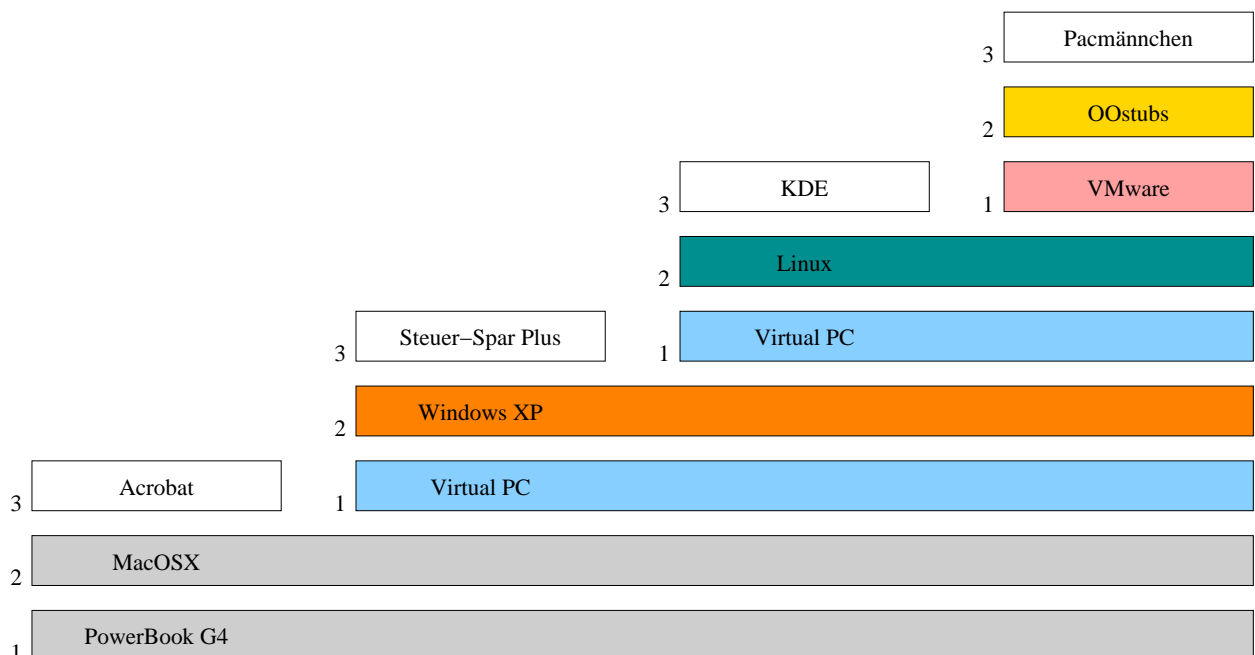 Pacmännchen
3
OOstubs
2
KDE
VMware
3
1
Linux
2
Steuer–Spar Plus
Virtual PC
3
1
Windows XP
2
Acrobat
Virtual PC
3
1
MacOSX
2
PowerBook G4
1